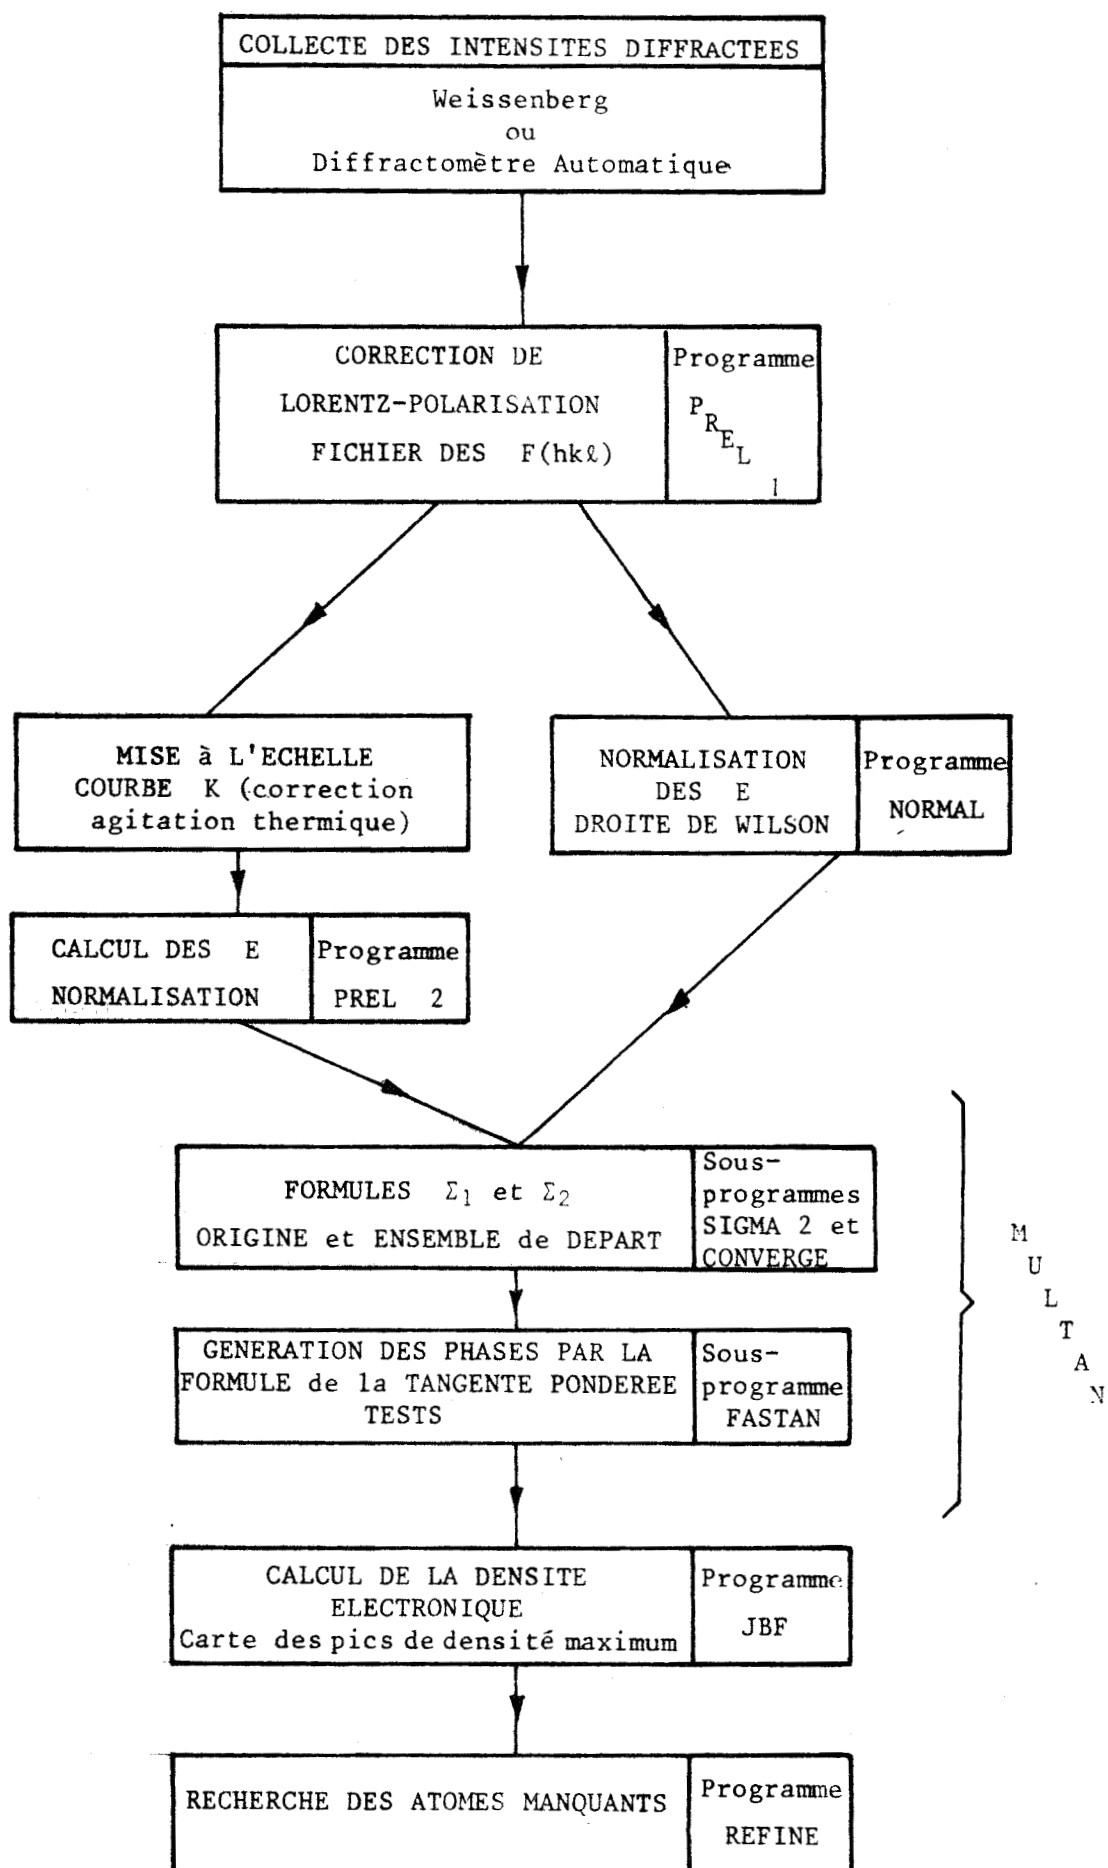 COLLECTE DES INTENSITES DIFFRACTEES
Weissenberg
ou
Diffractomètre Automatique
CORRECTION DE
LORENTZ-POLARISATION
FICHIER DES F(hkℓ)
Programme
PREL
1
MISE à L'ECHELLE
COURBE K (correction
agitation thermique)
NORMALISATION
DES E
DROITE DE WILSON
Programme
NORMAL
CALCUL DES E
NORMALISATION
Programme
PREL 2
FORMULES Σ1 et Σ2
ORIGINE et ENSEMBLE de DEPART
Sous-
programmes
SIGMA 2 et
CONVERGE
MULTAN
GENERATION DES PHASES PAR LA
FORMULE de la TANGENTE PONDEREE
TESTS
Sous-
programme
FASTAN
CALCUL DE LA DENSITE
ELECTRONIQUE
Carte des pics de densité maximum
Programme
JBF
RECHERCHE DES ATOMES MANQUANTS
Programme
REFINE